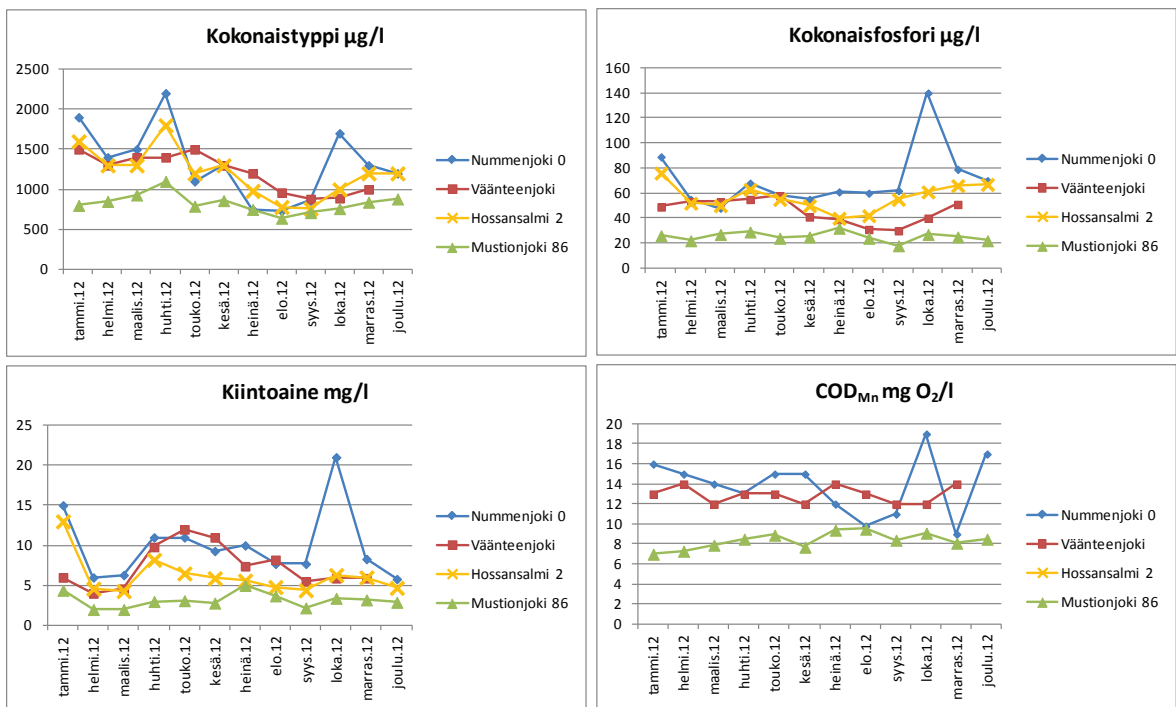 Kokonaistyppi µg/l
2500
2000
1500
1000
500
0
tammi.12
helmi.12
maalis.12
huhti.12
touko.12
kesä.12
heinä.12
elo.12
syys.12
loka.12
marras.12
joulu.12
Nummenjoki 0
Väänteenjoki
Hossansalmi 2
Mustionjoki 86
Kokonaisfosfori µg/l
160
140
120
100
80
60
40
20
0
tammi.12
helmi.12
maalis.12
huhti.12
touko.12
kesä.12
heinä.12
elo.12
syys.12
loka.12
marras.12
joulu.12
Nummenjoki 0
Väänteenjoki
Hossansalmi 2
Mustionjoki 86
Kiintoaine mg/l
25
20
15
10
5
0
tammi.12
helmi.12
maalis.12
huhti.12
touko.12
kesä.12
heinä.12
elo.12
syys.12
loka.12
marras.12
joulu.12
Nummenjoki 0
Väänteenjoki
Hossansalmi 2
Mustionjoki 86
COD<sub>Mn</sub> mg O<sub>2</sub>/l
20
18
16
14
12
10
8
6
4
2
0
tammi.12
helmi.12
maalis.12
huhti.12
touko.12
kesä.12
heinä.12
elo.12
syys.12
loka.12
marras.12
joulu.12
Nummenjoki 0
Väänteenjoki
Hossansalmi 2
Mustionjoki 86